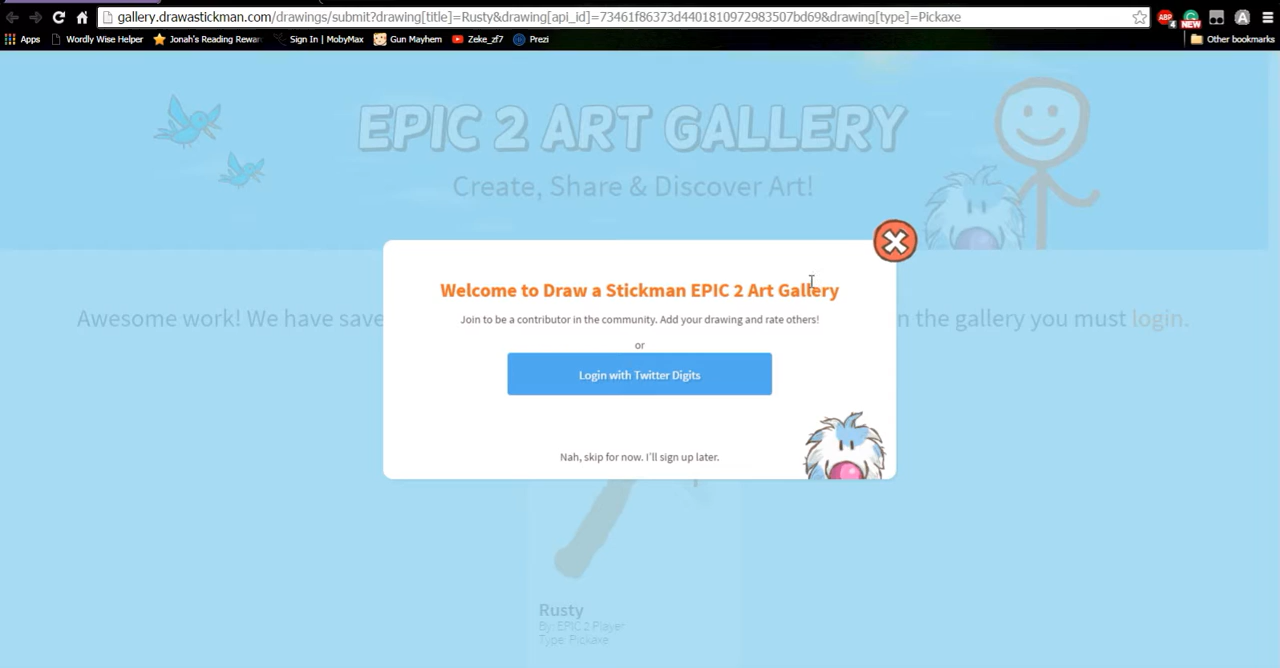 gallery.drawastickman.com/drawings/submit?drawing[title]=Rusty&drawing[api_id]=73461f86373d4401810972983507bd69&drawing[type]=Pickaxe
ABP
4
NEW
A
Apps
Wordly Wise Helper
Jonah's Reading Rewar
Sign In | MobyMax
Gun Mayhem
Zeke_zf7
Prezi
Other bookmarks
EPIC 2 ART GALLERY
Create, Share & Discover Art!
Welcome to Draw a Stickman EPIC 2 Art Gallery
Awesome work! We have save
n the gallery you must login.
Join to be a contributor in the community. Add your drawing and rate others!
or
Login with Twitter Digits
Nah, skip for now. I'll sign up later.
Rusty
By: EPIC 2 Player
Type: Pickaxe